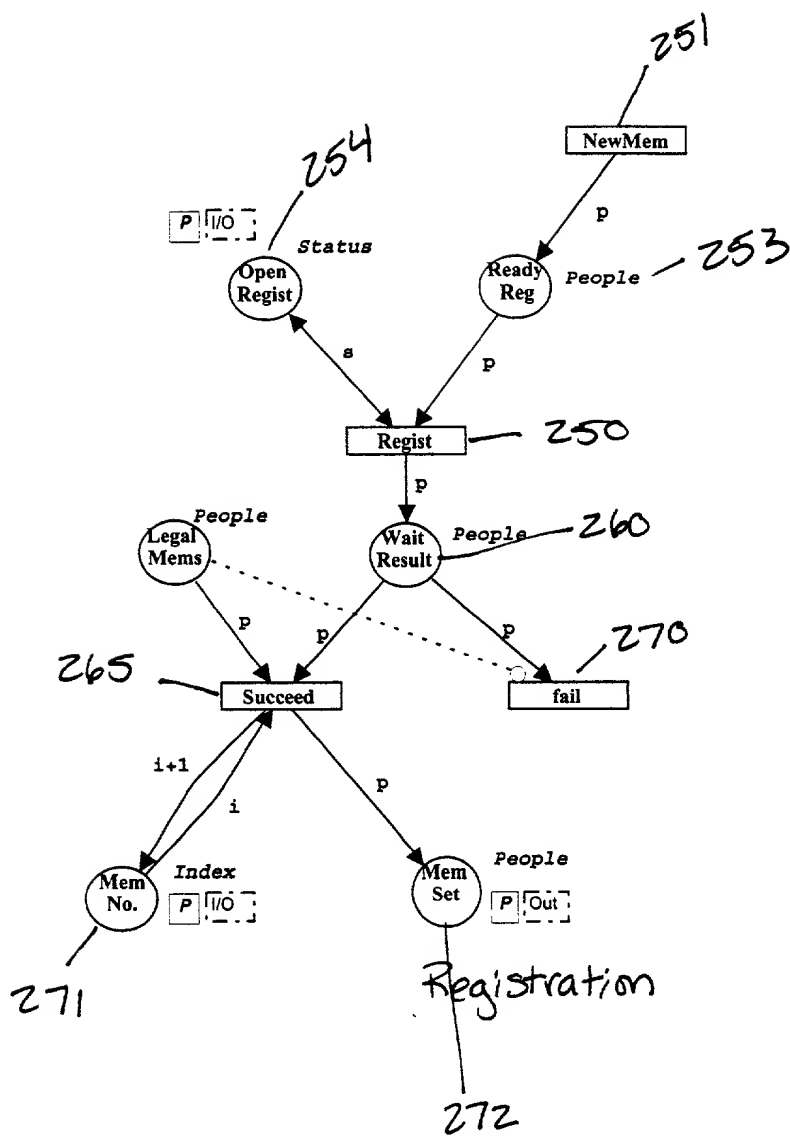 251
NewMem
254
P I/O
Status
p
Open
Regist
Ready
Reg
People
253
s
p
Regist
250
p
People
Legal
Mems
Wait
Result
People
260
p
p
p
270
265
Succeed
fail
i+1
i
p
Mem
No.
Index
P I/O
Mem
Set
People
P Out
271
Registration
272